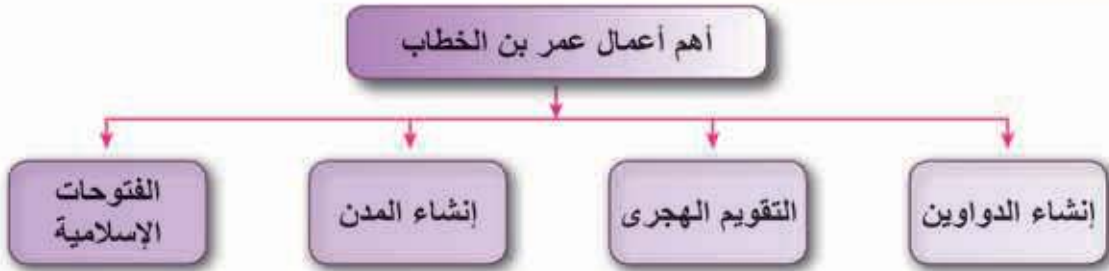 أهم أعمال عمر بن الخطاب
إنشاء الدواوين
التقويم الهجرى
إنشاء المدن
الفتوحات
الإسلامية